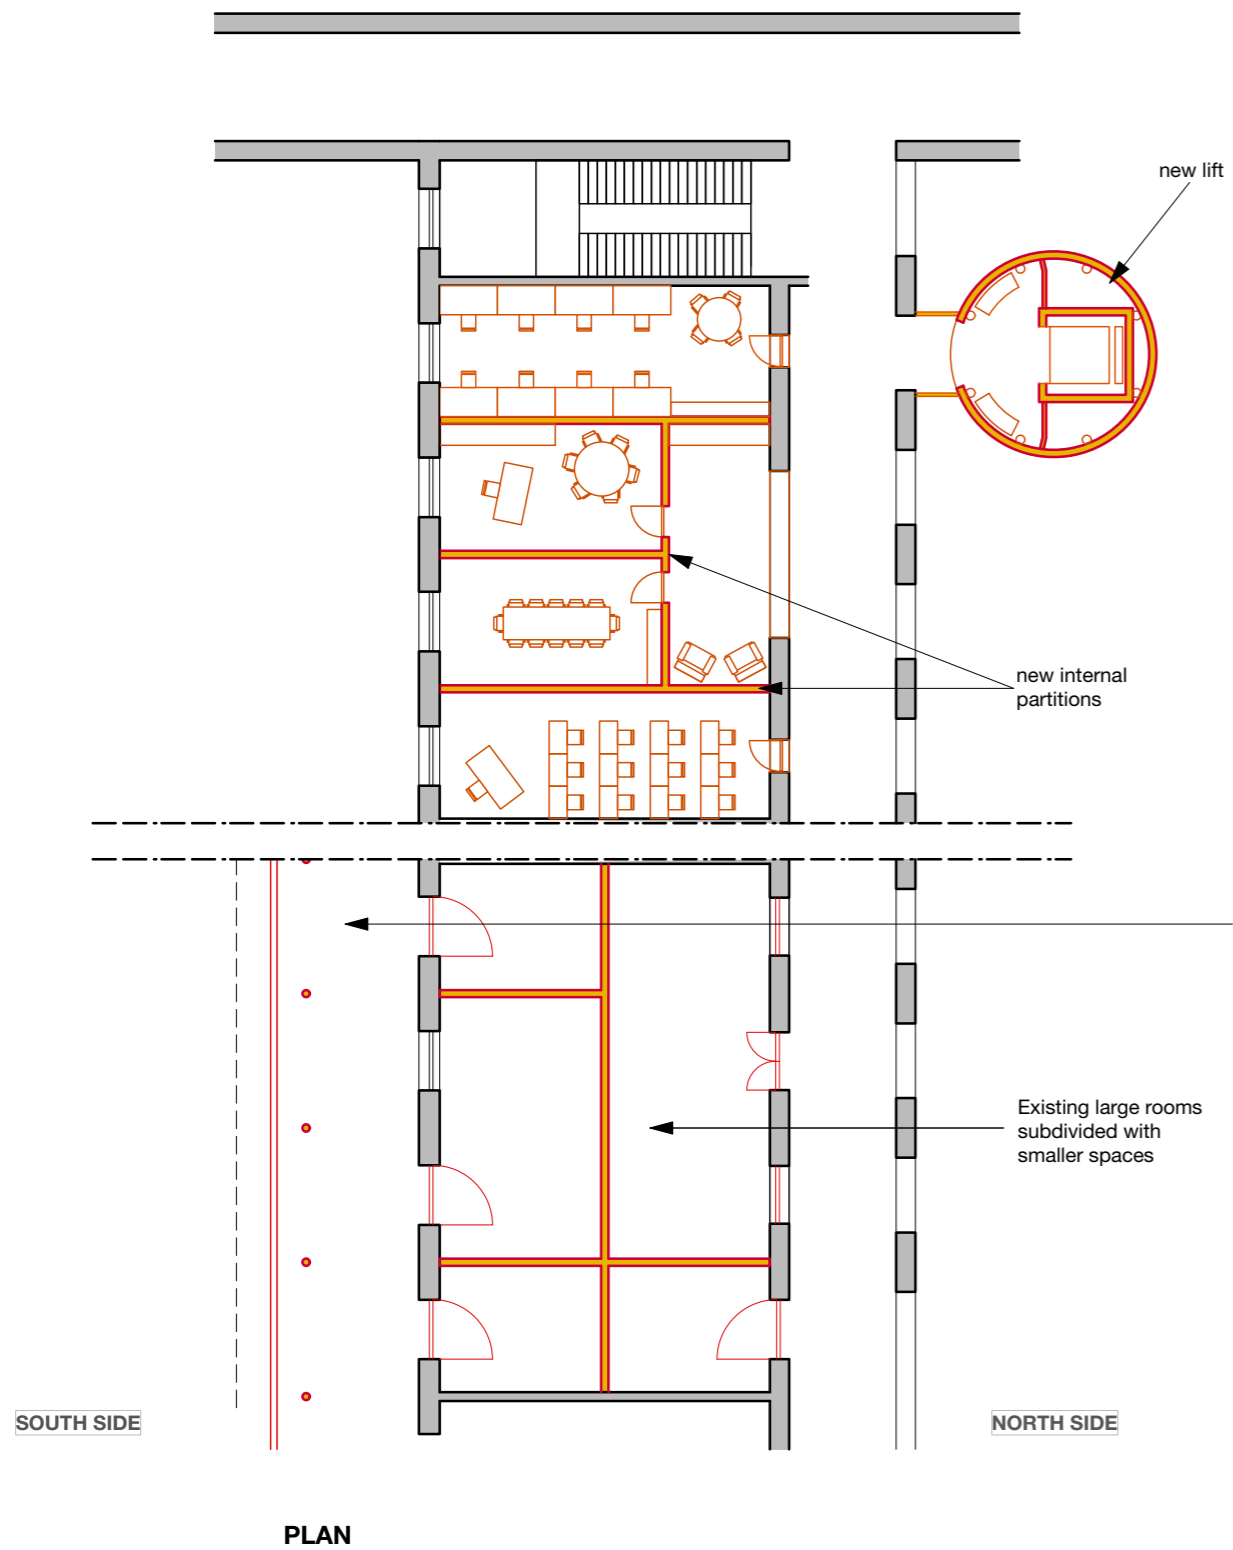 new lift
new internal
partitions
Existing large rooms
subdivided with
smaller spaces
SOUTH SIDE
NORTH SIDE
PLAN